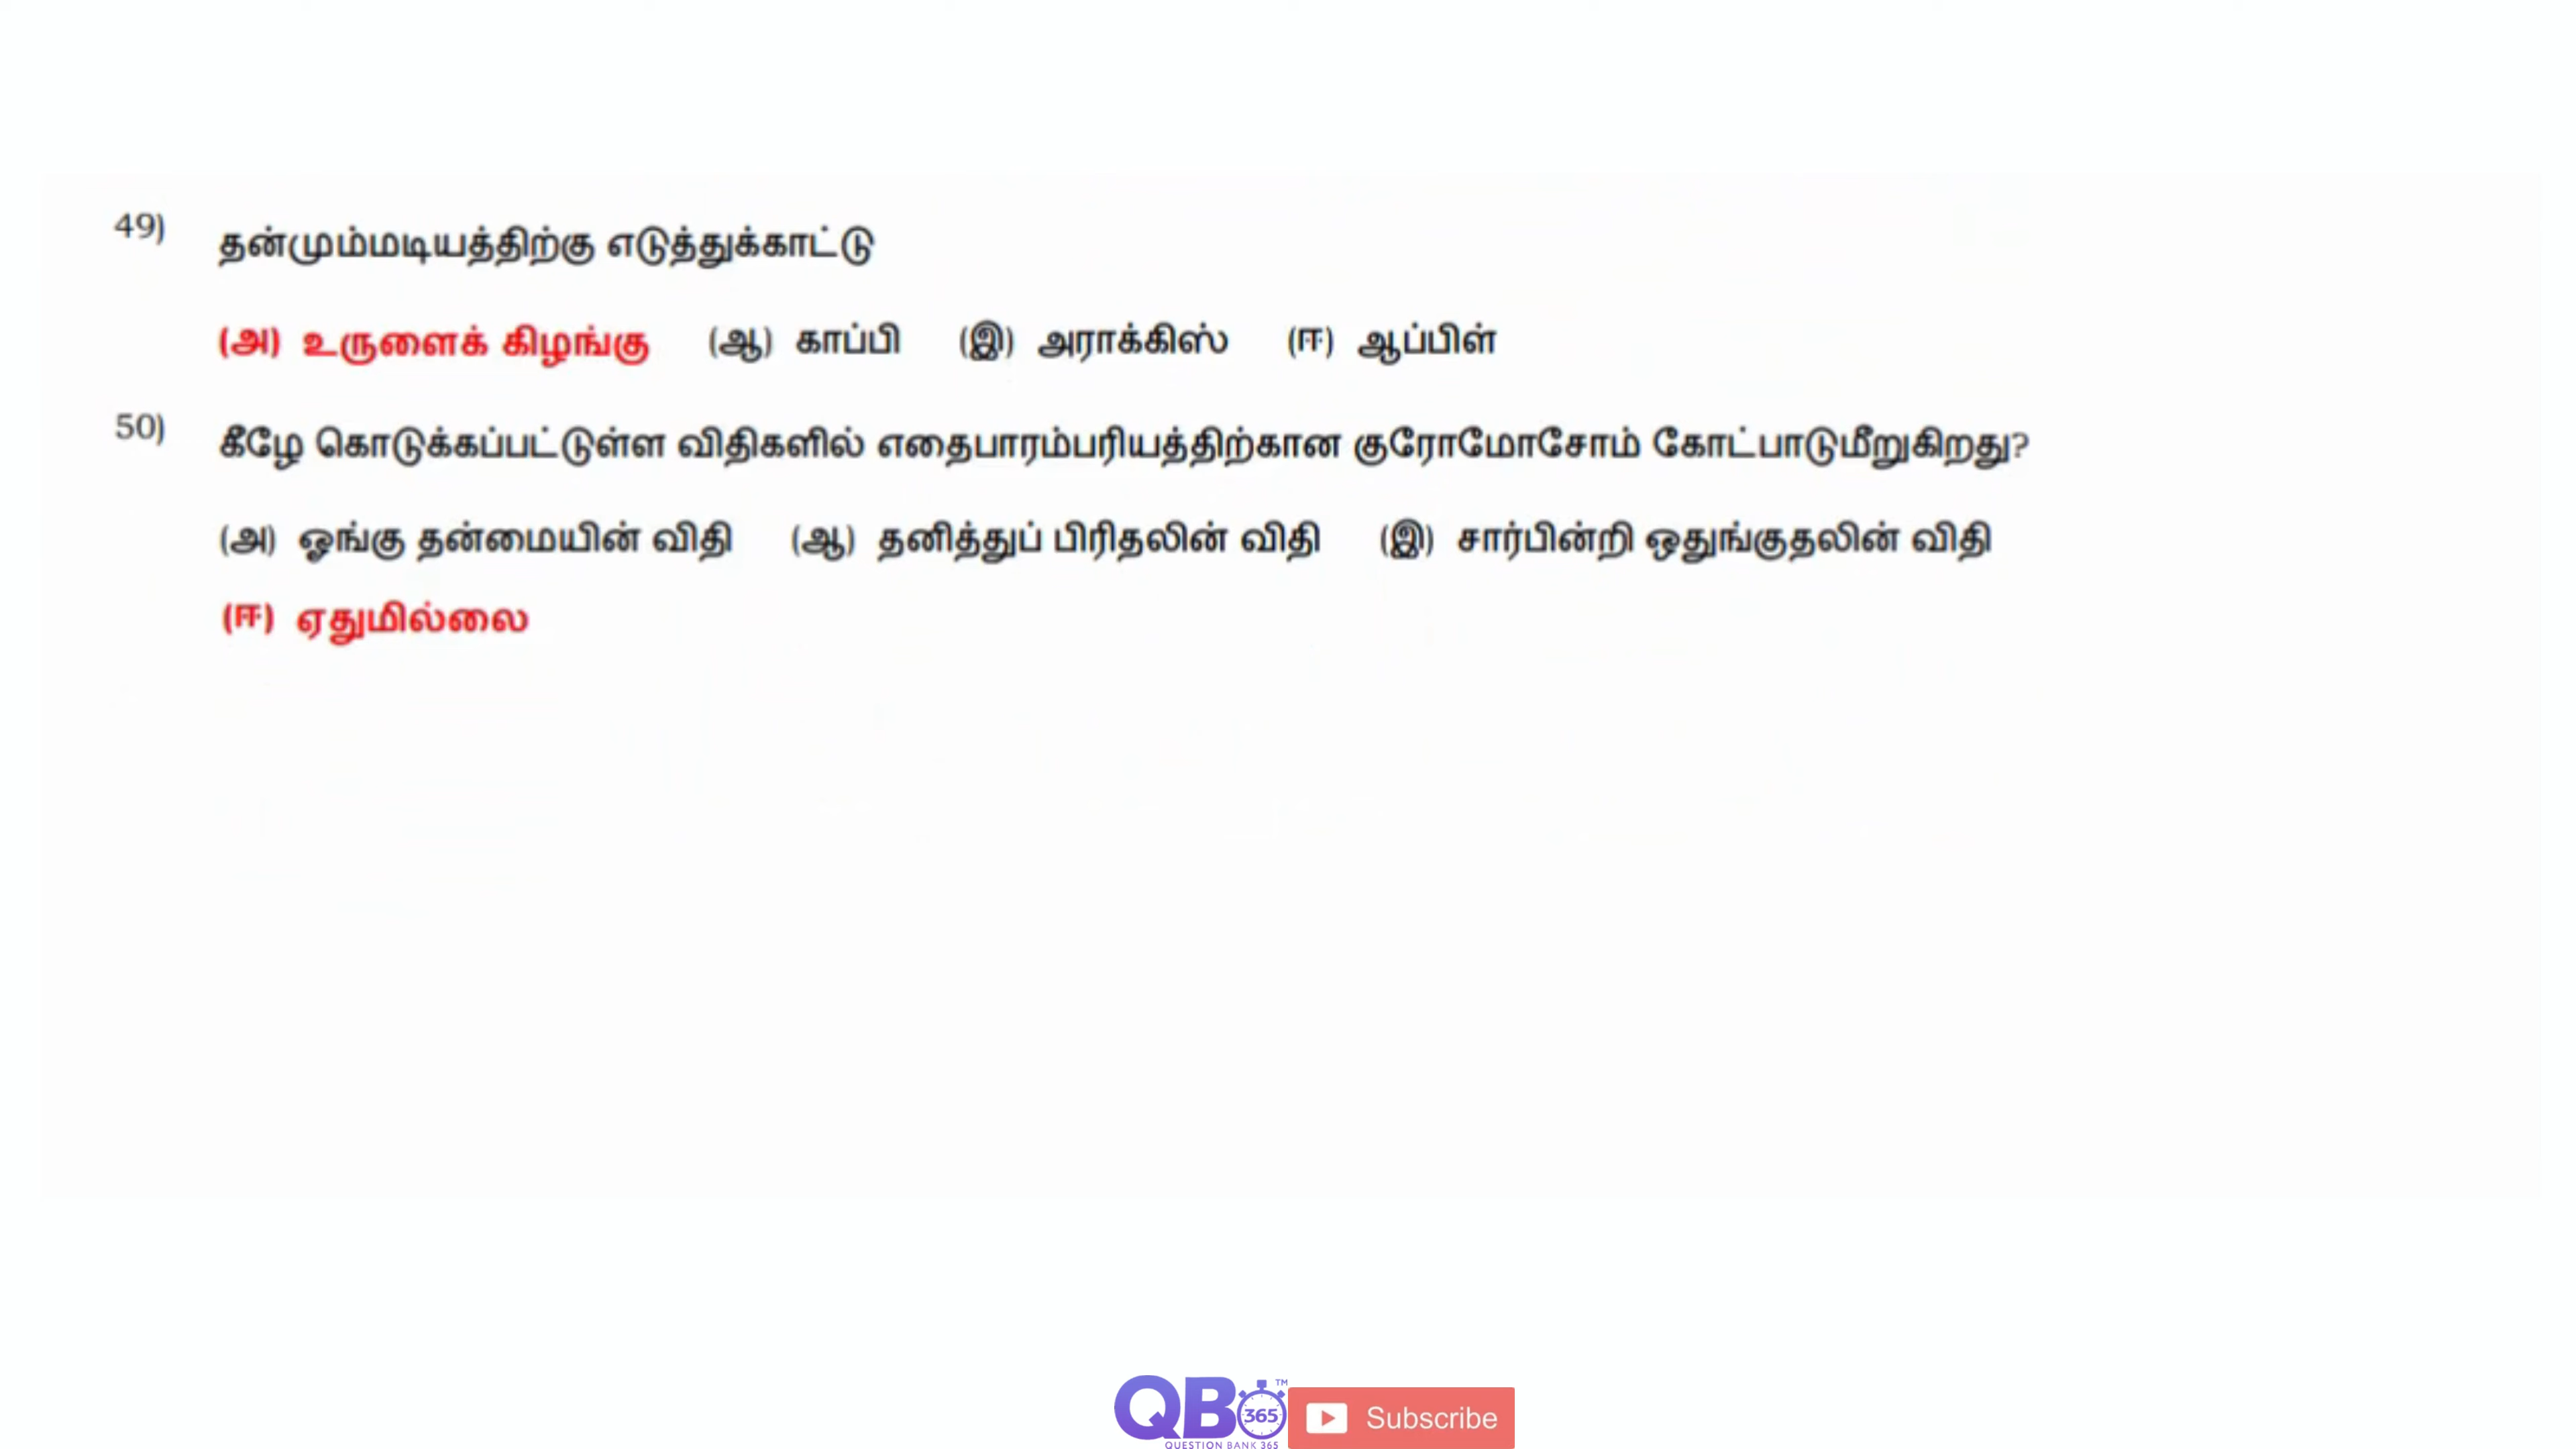 49) தன்மும்மடியத்திற்கு எடுத்துக்காட்டு
(அ) உருளைக் கிழங்கு (ஆ) காப்பி (இ) அராக்கிஸ் (ஈ) ஆப்பிள்
50) கீழே கொடுக்கப்பட்டுள்ள விதிகளில் எதைபாரம்பரியத்திற்கான குரோமோசோம் கோட்பாடுமீறுகிறது?
(அ) ஓங்கு தன்மையின் விதி (ஆ) தனித்துப் பிரிதலின் விதி (இ) சார்பின்றி ஒதுங்குதலின் விதி
(ஈ) ஏதுமில்லை
QB 365 ™ Subscribe
QUESTION BANK 365